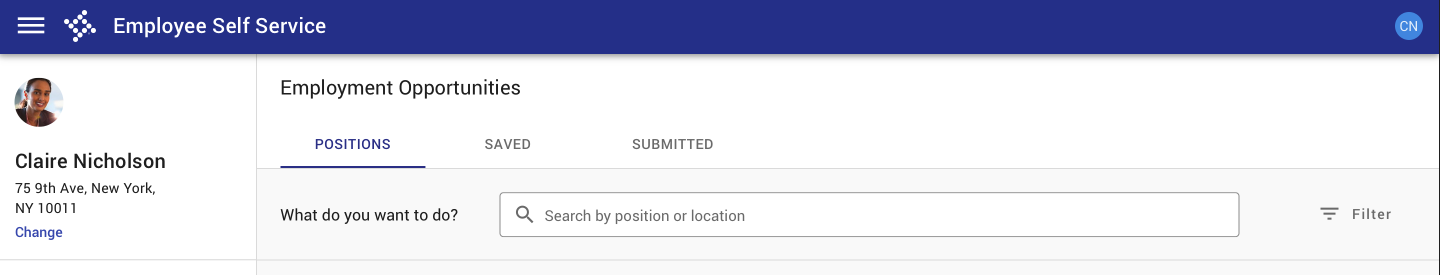 Employee Self Service
CN
Claire Nicholson
75 9th Ave, New York,
NY 10011
Change
Employment Opportunities
POSITIONS
SAVED
SUBMITTED
What do you want to do?
Search by position or location
Filter